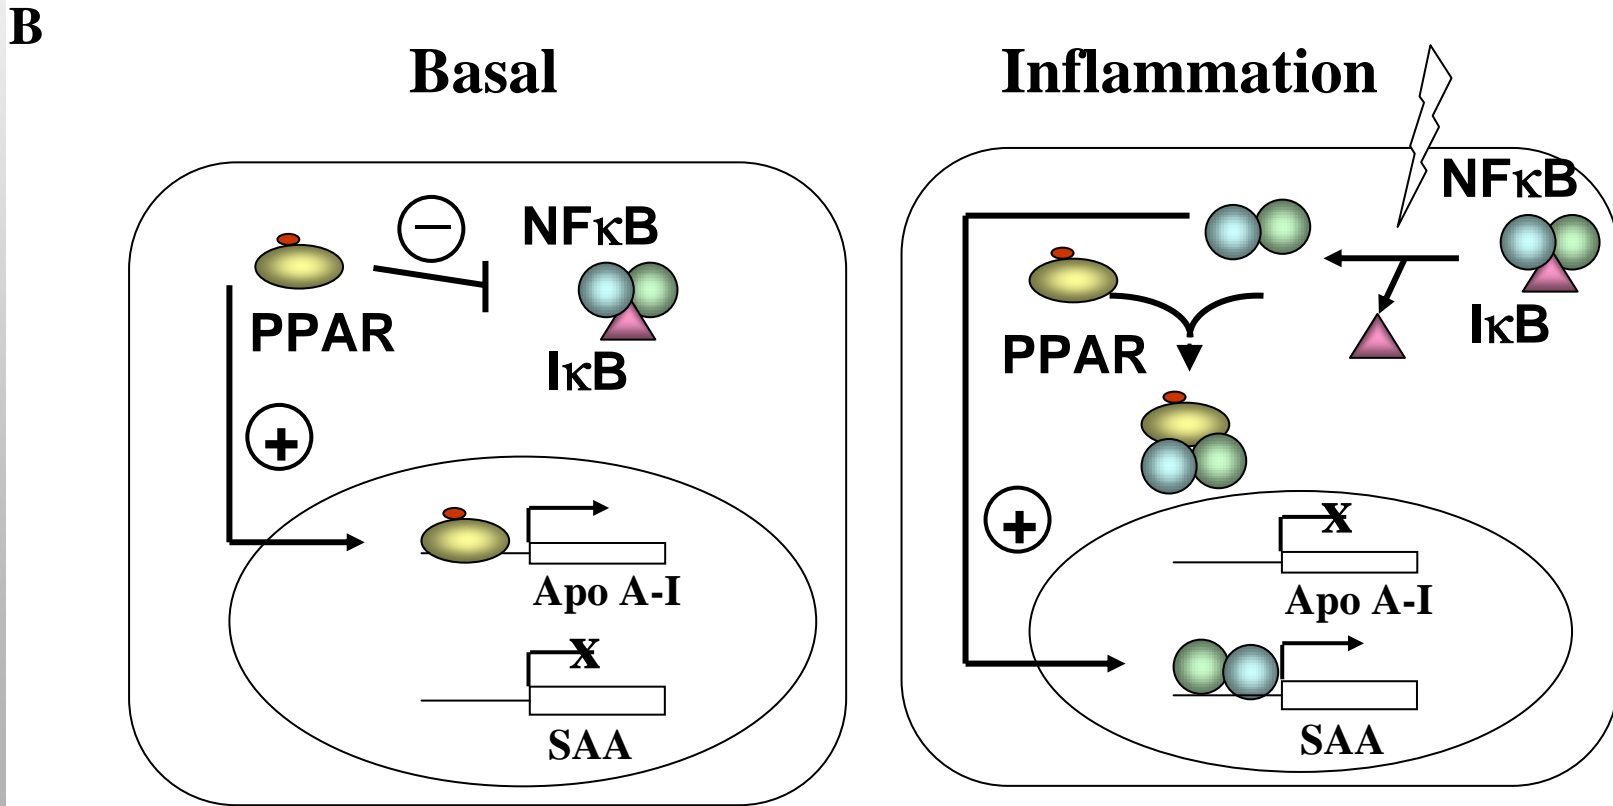 B
Basal
Inflammation
−
NFκB
PPAR
IκB
+
Apo A-I
X
SAA
NFκB
IκB
PPAR
+
X
Apo A-I
SAA